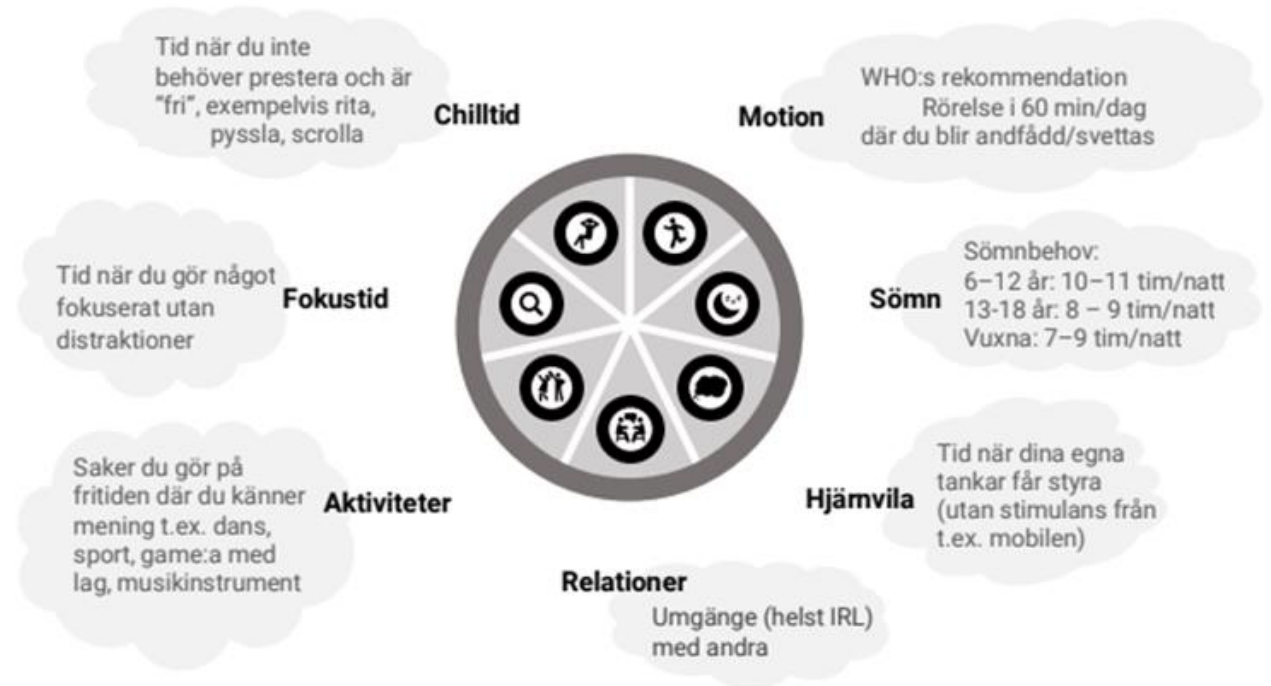 Tid när du inte
behöver prestera och är
"fri", exempelvis rita,
pyssla, scrolla
Chilltid
Motion
WHO:s rekommendation
Rörelse i 60 min/dag
där du blir andfådd/svettas
Tid när du gör något
fokuserat utan
distraktioner
Fokustid
Sömn
Sömnbehov:
6–12 år: 10–11 tim/natt
13-18 år: 8 – 9 tim/natt
Vuxna: 7–9 tim/natt
Saker du gör på
fritiden där du känner
mening t.ex. dans,
sport, game:a med
lag, musikinstrument
Aktiviteter
Hjärnvila
Tid när dina egna
tankar får styra
(utan stimulans från
t.ex. mobilen)
Relationer
Umgänge (helst IRL)
med andra